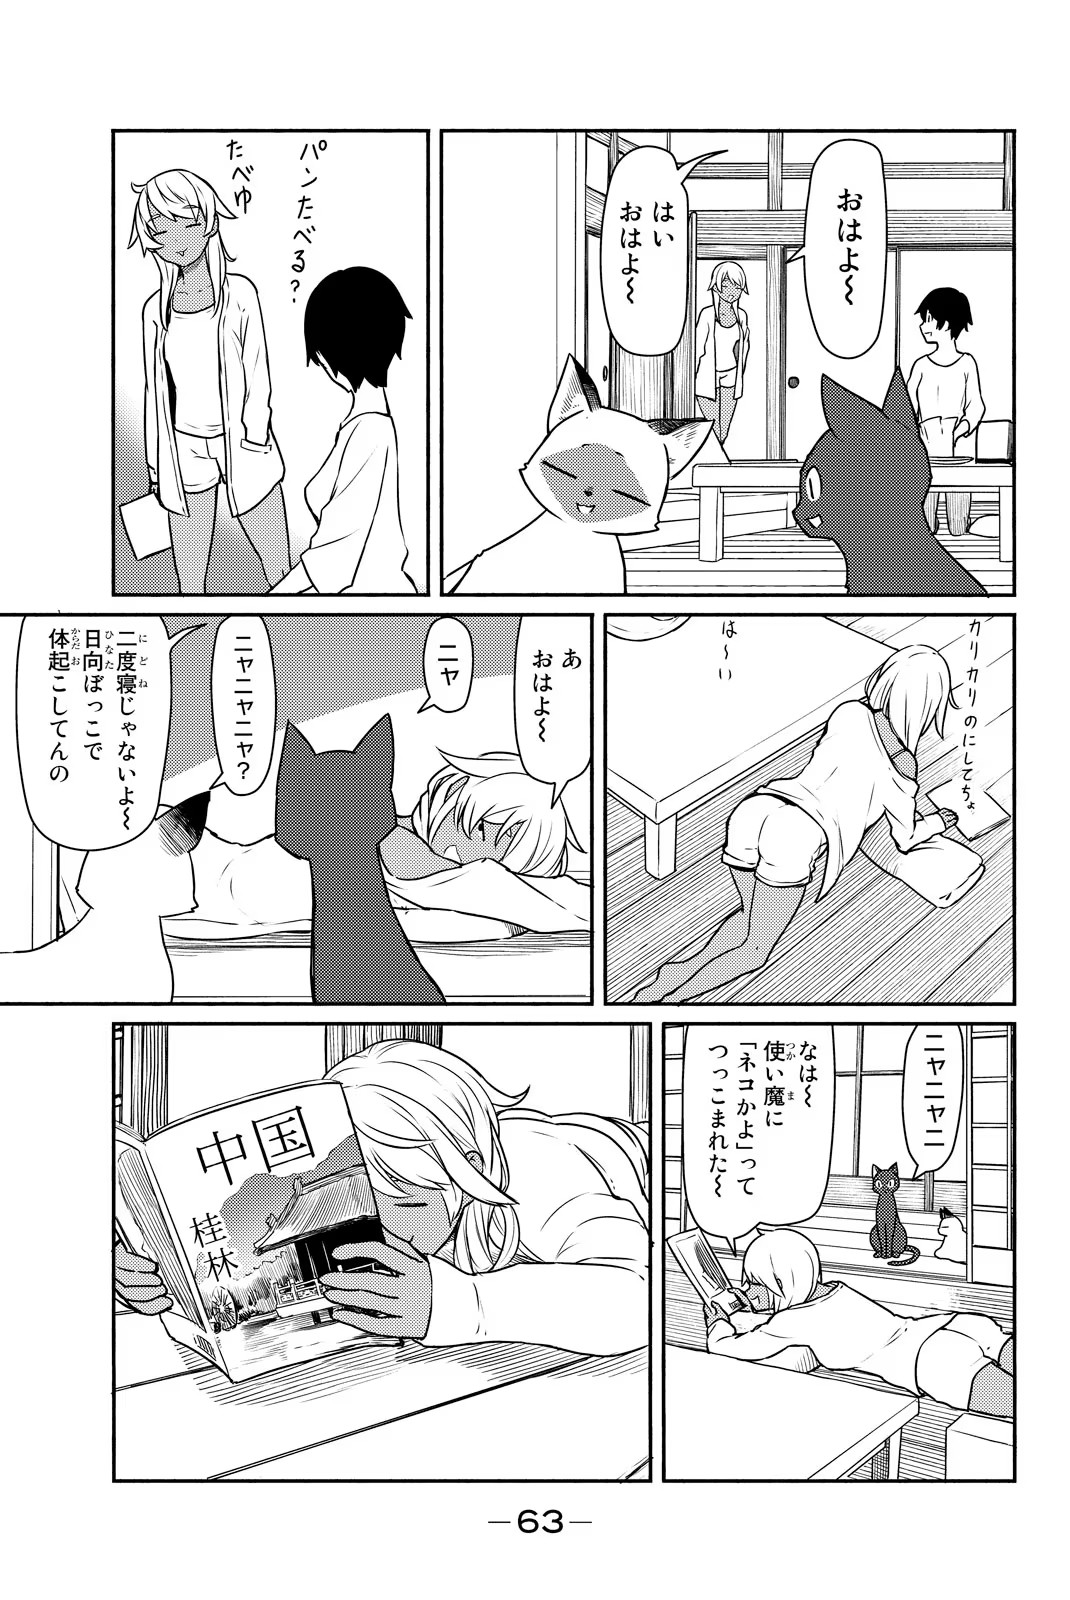 おはよ〜
はい
おはよ〜
パンたべる?
たべゆ
カリカリのにしてちょ
は〜い
あ
おはよ〜
ニャ
ニャニャニャ?
二度寝じゃないよ〜
日向ぼっこで
体起こしてんの
ニャニャニ
なは〜
使い魔に
「ネコかよ」って
つっこまれた〜
中国
桂林
—63—